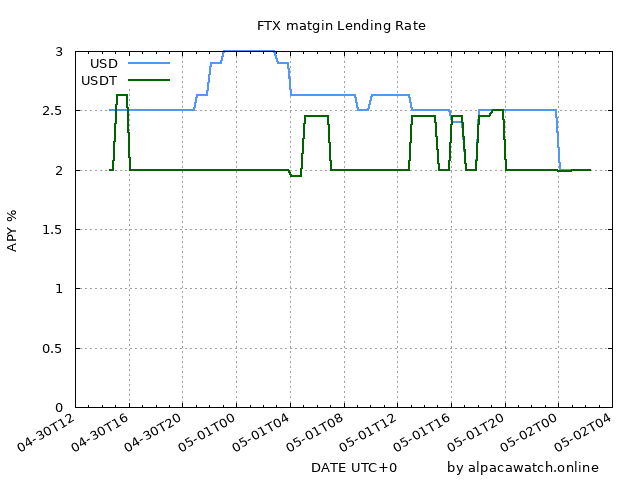 FTX matgin Lending Rate
USD
USDT
3
2.5
2
1.5
1
0.5
0
APY %
04-30T12
04-30T16
04-30T20
05-01T00
05-01T04
05-01T08
05-01T12
05-01T16
05-01T20
05-02T00
05-02T04
DATE UTC+0
by alpacawatch.online